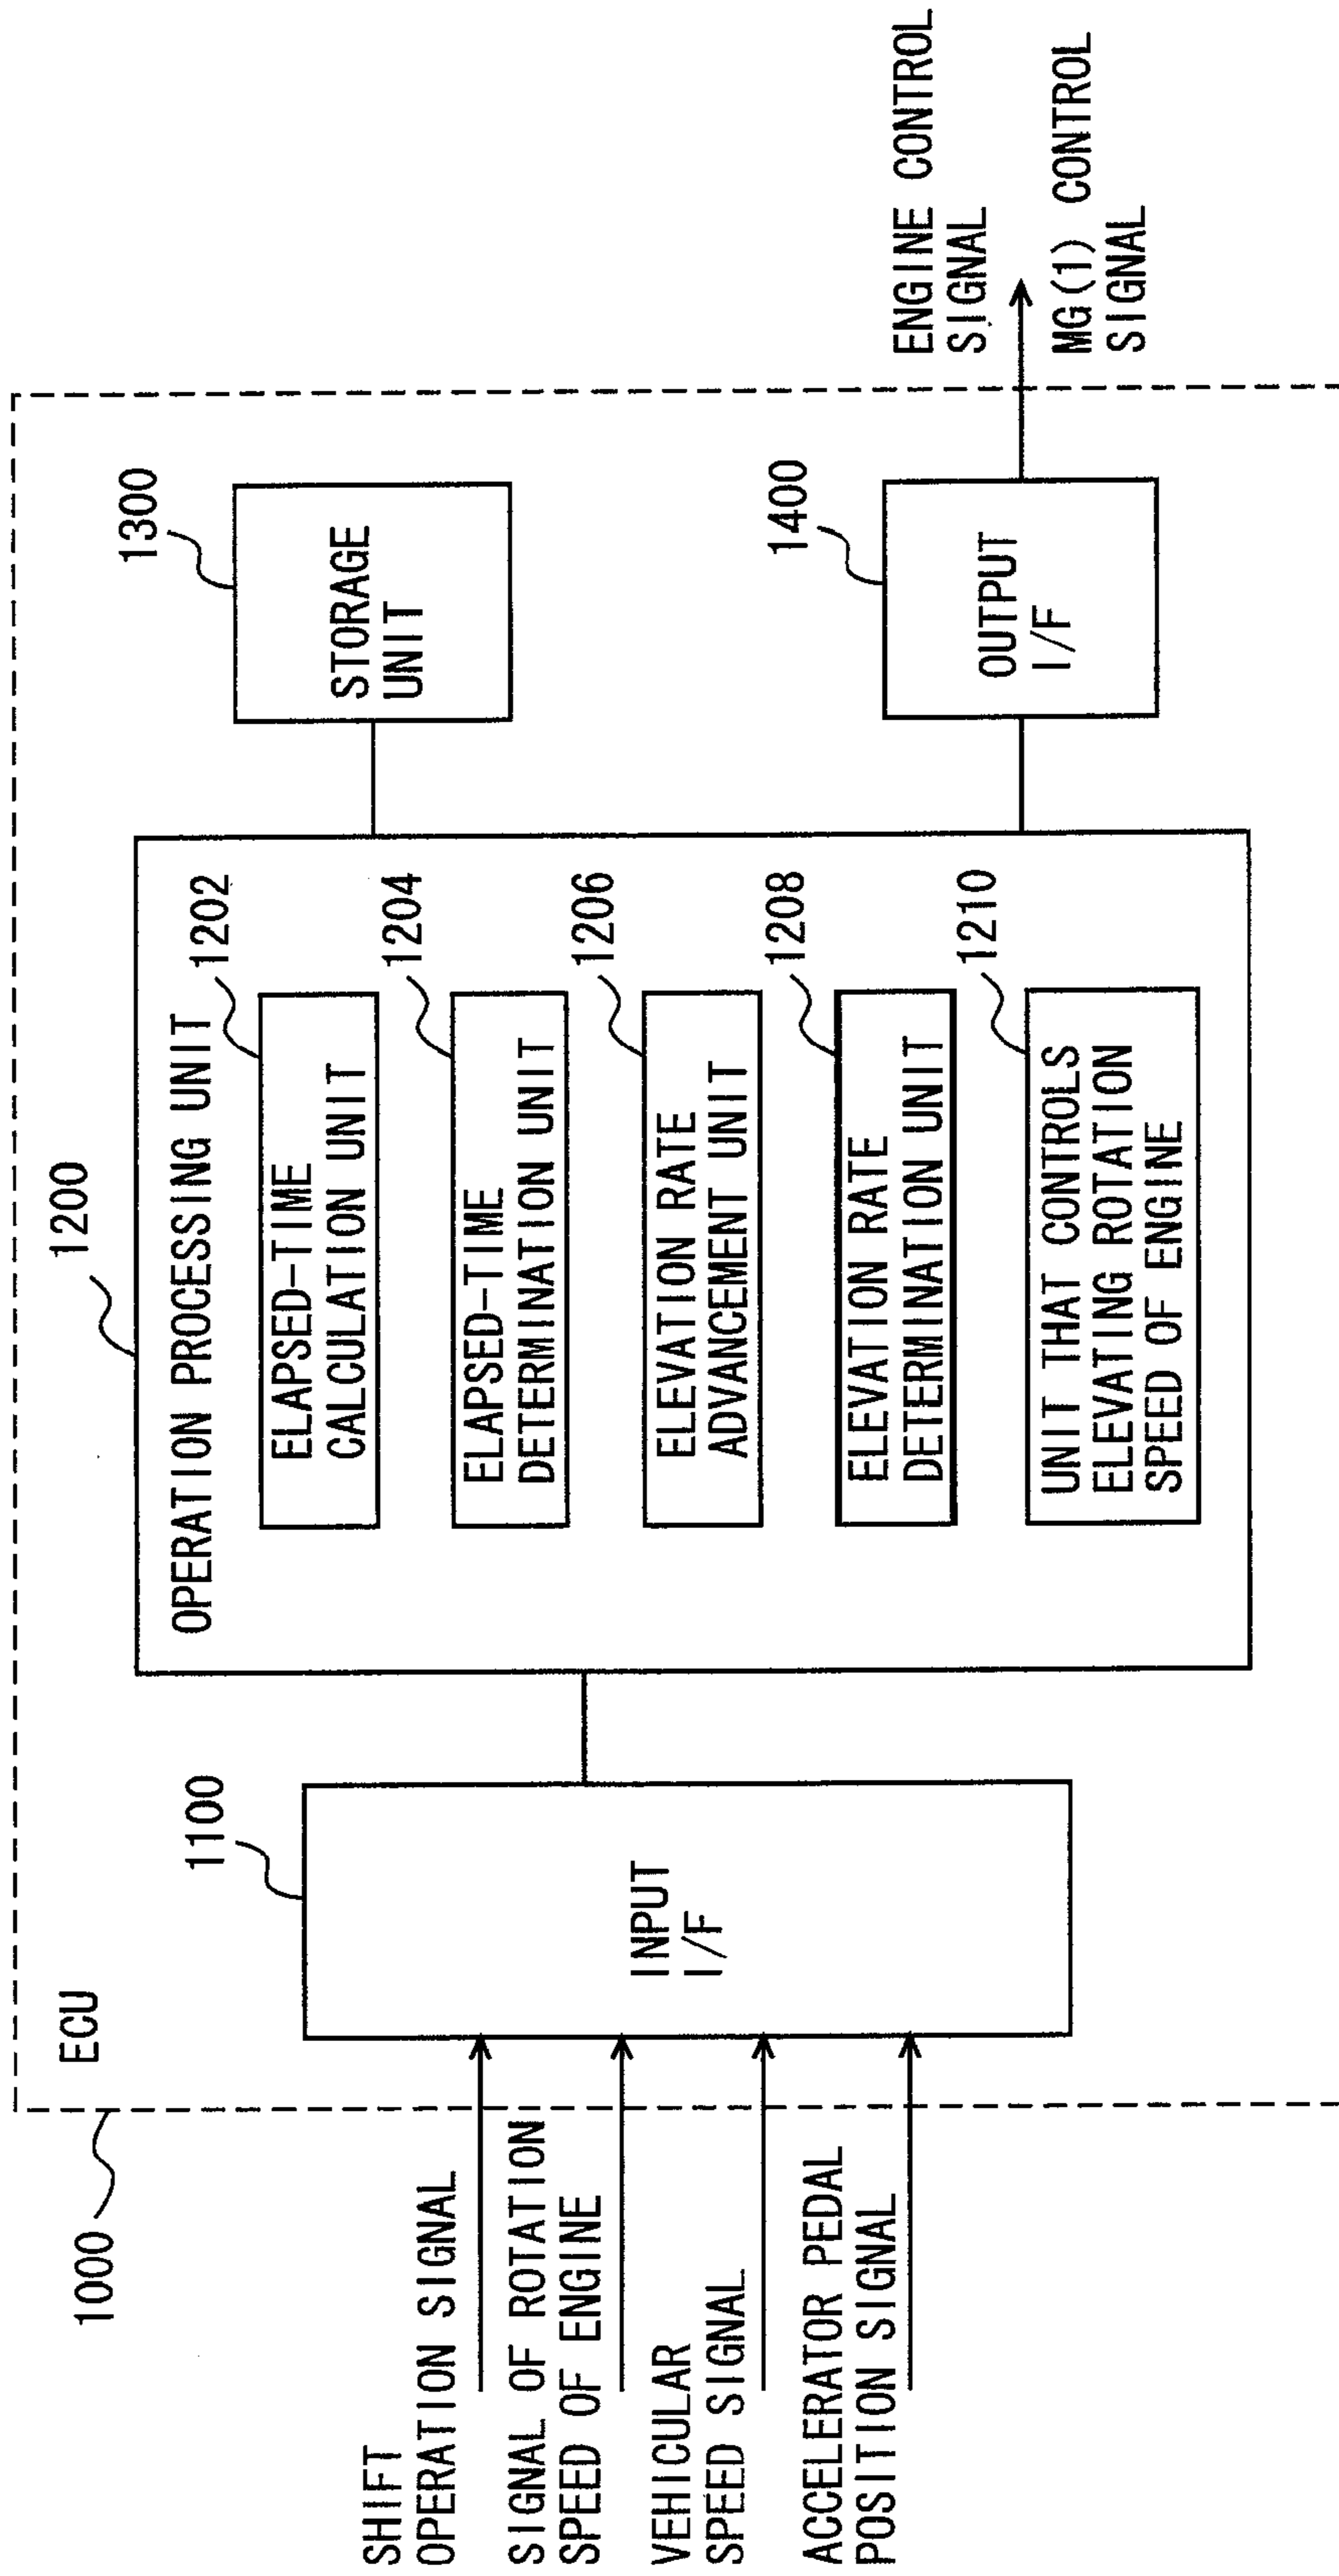 1000
ECU
SHIFT
OPERATION SIGNAL
SIGNAL OF ROTATION
SPEED OF ENGINE
VEHICULAR
SPEED SIGNAL
ACCELERATOR PEDAL
POSITION SIGNAL
1100
INPUT
I/F
1200
OPERATION PROCESSING UNIT
1202
ELAPSED-TIME
CALCULATION UNIT
1204
ELAPSED-TIME
DETERMINATION UNIT
1206
ELEVATION RATE
ADVANCEMENT UNIT
1208
ELEVATION RATE
DETERMINATION UNIT
1210
UNIT THAT CONTROLS
ELEVATING ROTATION
SPEED OF ENGINE
1300
STORAGE
UNIT
1400
OUTPUT
I/F
ENGINE CONTROL
SIGNAL
MG(1) CONTROL
SIGNAL